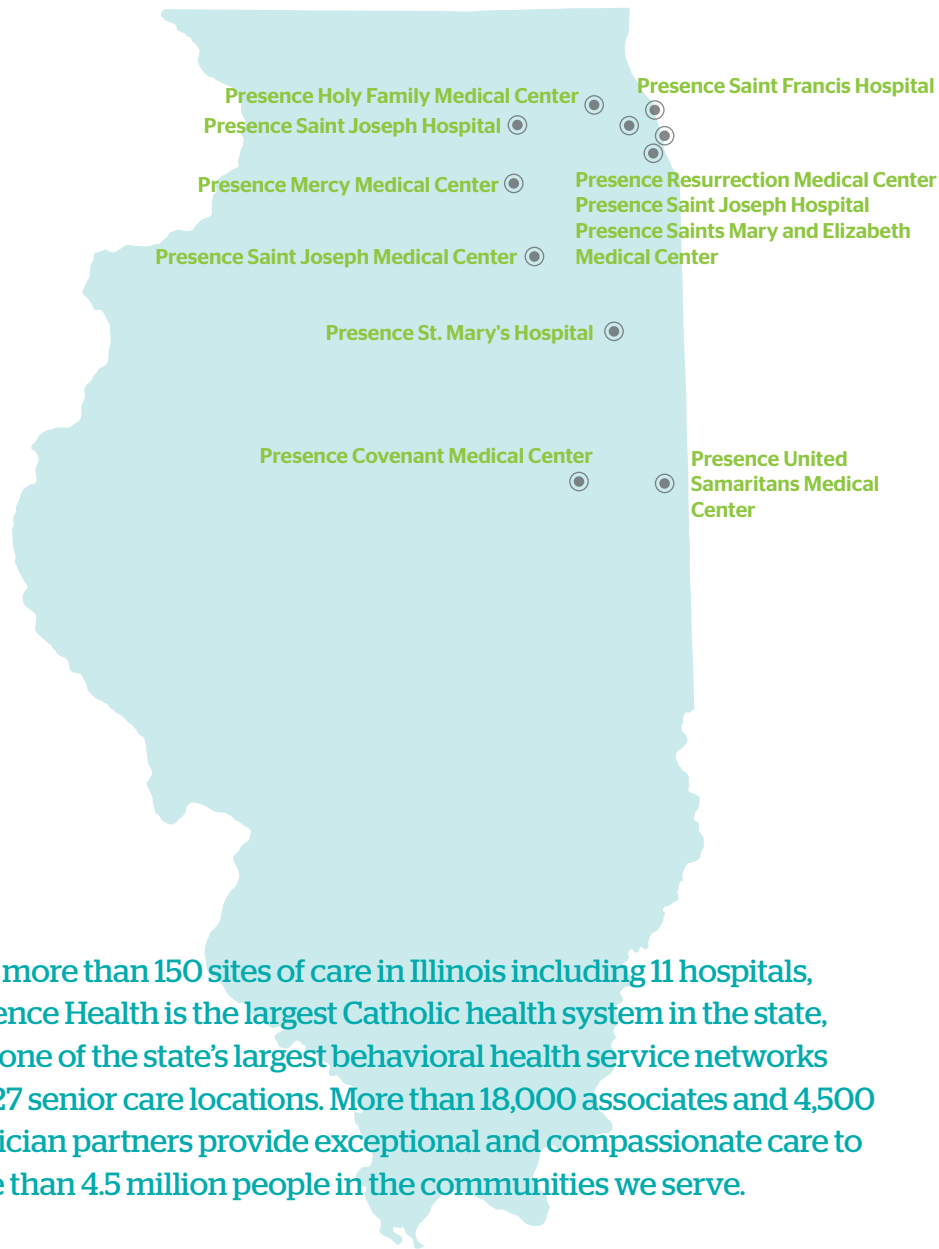 Presence Saint Francis Hospital
Presence Holy Family Medical Center
Presence Saint Joseph Hospital
Presence Mercy Medical Center
Presence Resurrection Medical Center
Presence Saint Joseph Hospital
Presence Saints Mary and Elizabeth
Medical Center
Presence Saint Joseph Medical Center
Presence St. Mary's Hospital
Presence Covenant Medical Center
Presence United
Samaritans Medical
Center
more than 150 sites of care in Illinois including 11 hospitals,
ence Health is the largest Catholic health system in the state,
one of the state's largest behavioral health service networks
27 senior care locations. More than 18,000 associates and 4,500
ician partners provide exceptional and compassionate care to
e than 4.5 million people in the communities we serve.